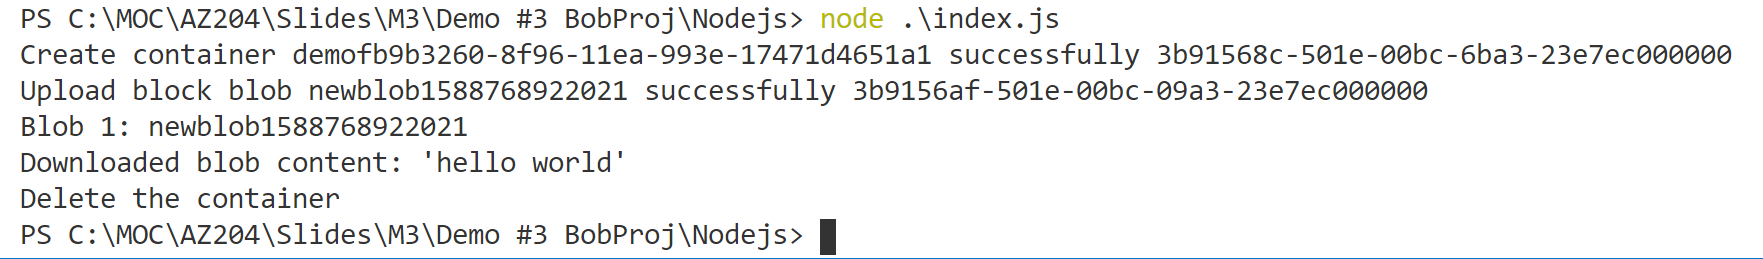 PS C:\MOC\AZ204\Slides\M3\Demo #3 BobProj\Nodejs> node .\index.js
Create container demofb9b3260-8f96-11ea-993e-17471d4651a1 successfully 3b91568c-501e-00bc-6ba3-23e7ec000000
Upload block blob newblob1588768922021 successfully 3b9156af-501e-00bc-09a3-23e7ec000000
Blob 1: newblob1588768922021
Downloaded blob content: 'hello world'
Delete the container
PS C:\MOC\AZ204\Slides\M3\Demo #3 BobProj\Nodejs>